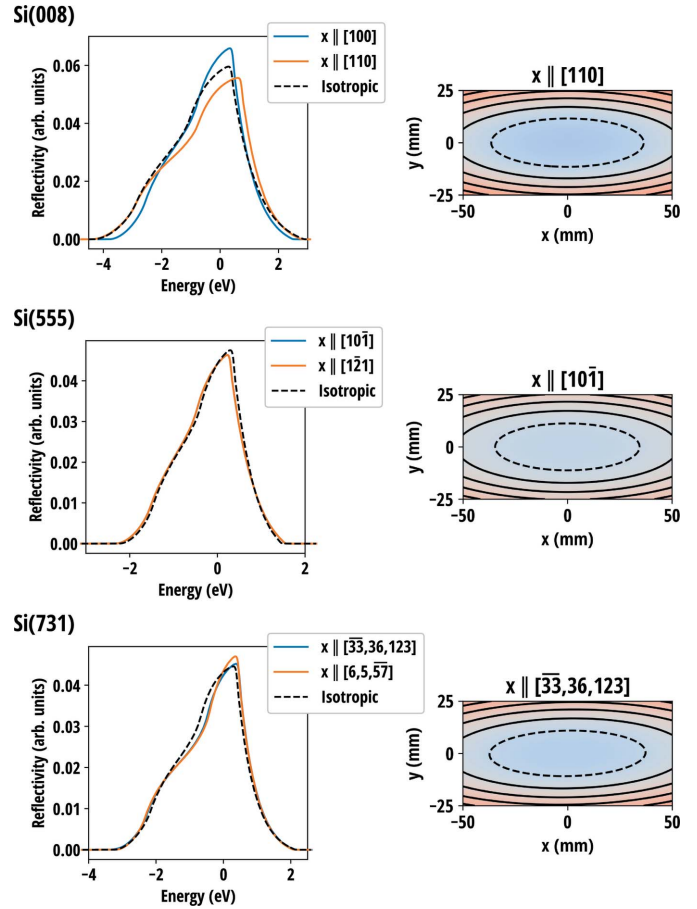 Si(008)
x ∥ [100]
x ∥ [110]
Isotropic
Reflectivity (arb. units)
0.06
0.04
0.02
0.00
−4
−2
0
2
Energy (eV)
x ∥ [110]
y (mm)
25
0
−25
−50
0
50
x (mm)
Si(555)
x ∥ [101̄]
x ∥ [12̄1]
Isotropic
Reflectivity (arb. units)
0.04
0.03
0.02
0.01
0.00
−2
0
2
Energy (eV)
x ∥ [101̄]
y (mm)
25
0
−25
−50
0
50
x (mm)
Si(731)
x ∥ [3̄3̄,36,123]
x ∥ [6,5,5̄7̄]
Isotropic
Reflectivity (arb. units)
0.04
0.03
0.02
0.01
0.00
−4
−2
0
2
Energy (eV)
x ∥ [3̄3̄,36,123]
y (mm)
25
0
−25
−50
0
50
x (mm)